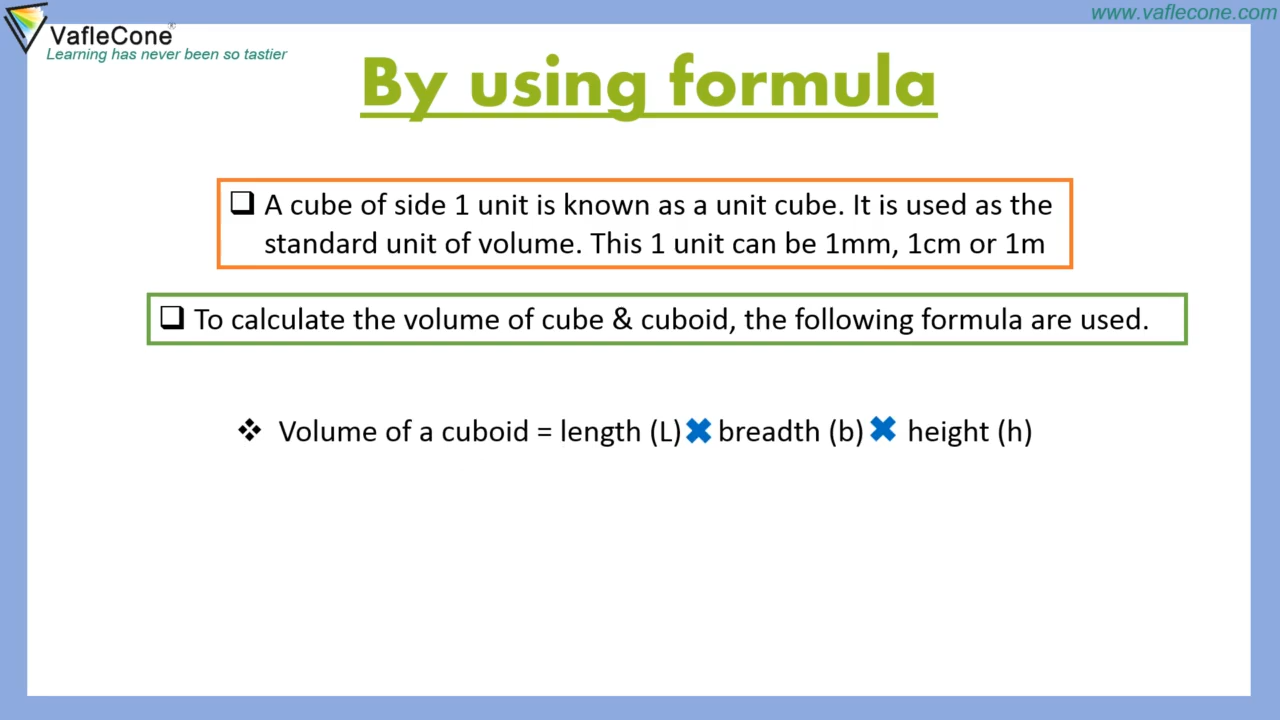 www.vaflecone.com
VafleCone®
Learning has never been so tastier
By using formula
❑ A cube of side 1 unit is known as a unit cube. It is used as the
standard unit of volume. This 1 unit can be 1mm, 1cm or 1m
❑ To calculate the volume of cube & cuboid, the following formula are used.
❖ Volume of a cuboid = length (L) ✖ breadth (b) ✖ height (h)